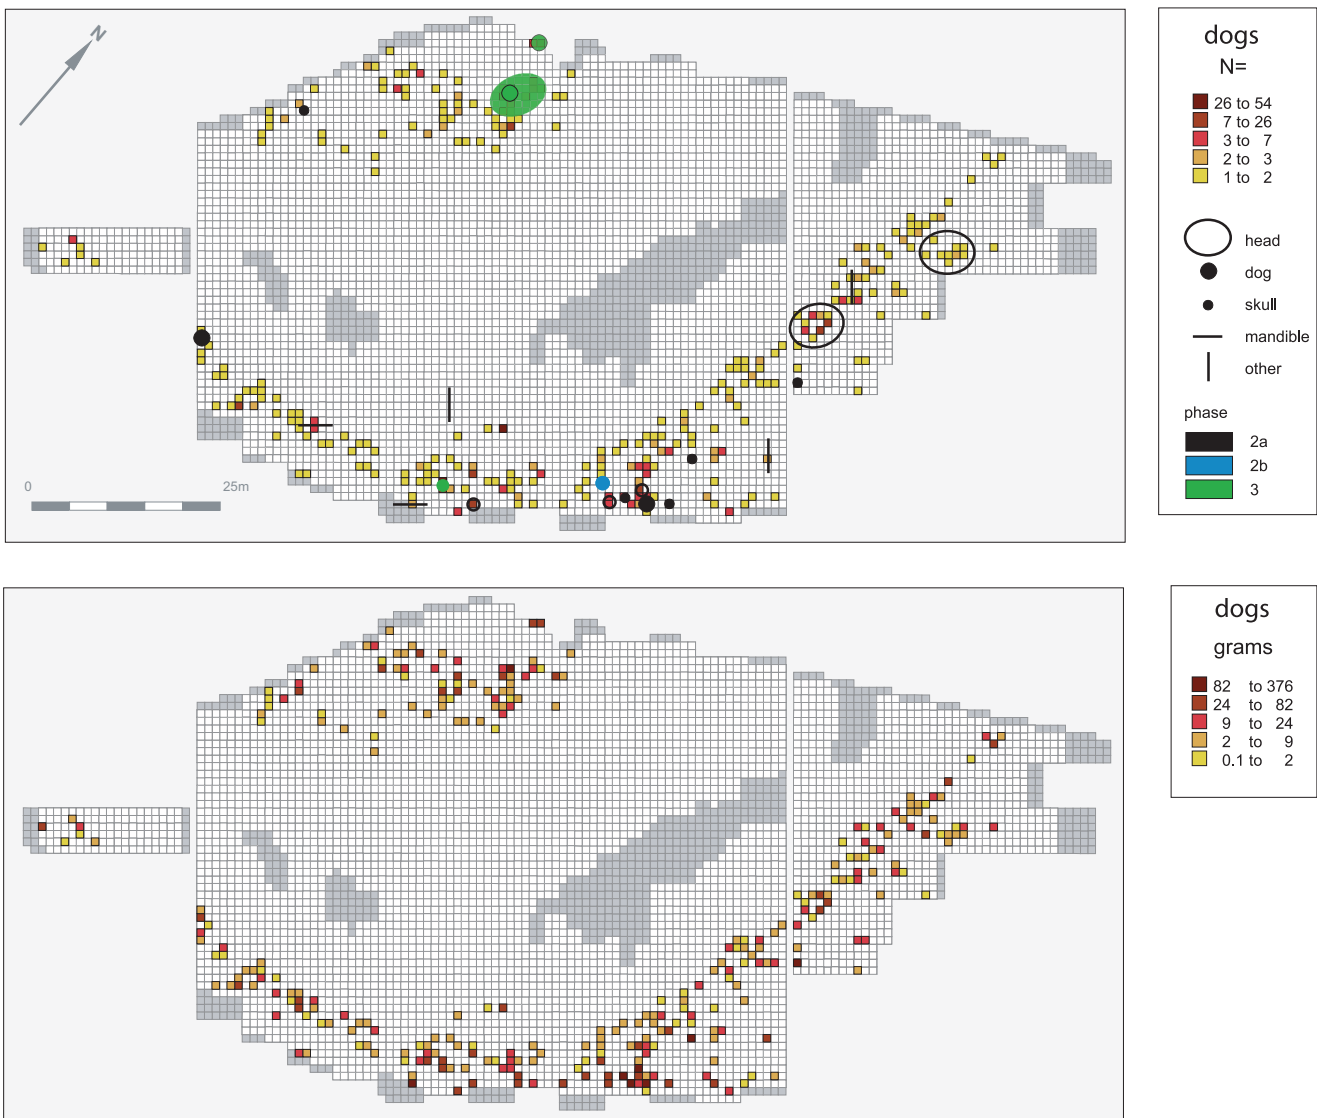 N
0 25m
dogs
N=
26 to 54
7 to 26
3 to 7
2 to 3
1 to 2
head
dog
skull
mandible
other
phase
2a
2b
3
dogs
grams
82 to 376
24 to 82
9 to 24
2 to 9
0.1 to 2